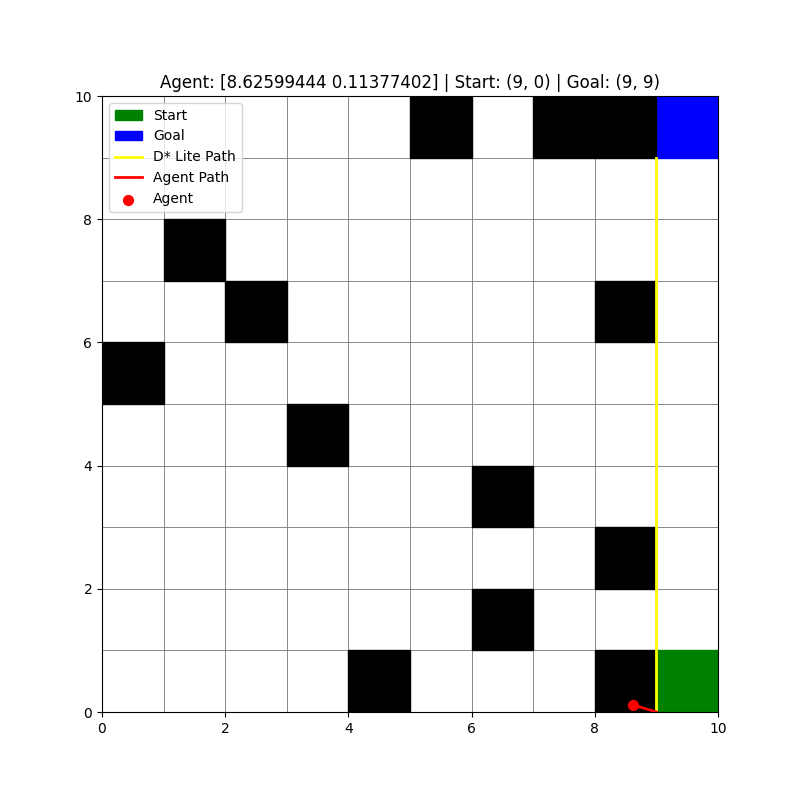 Agent: [8.62599444 0.11377402] | Start: (9, 0) | Goal: (9, 9)
10
Start
Goal
D* Lite Path
Agent Path
Agent
8
6
4
2
0
0 2 4 6 8 10